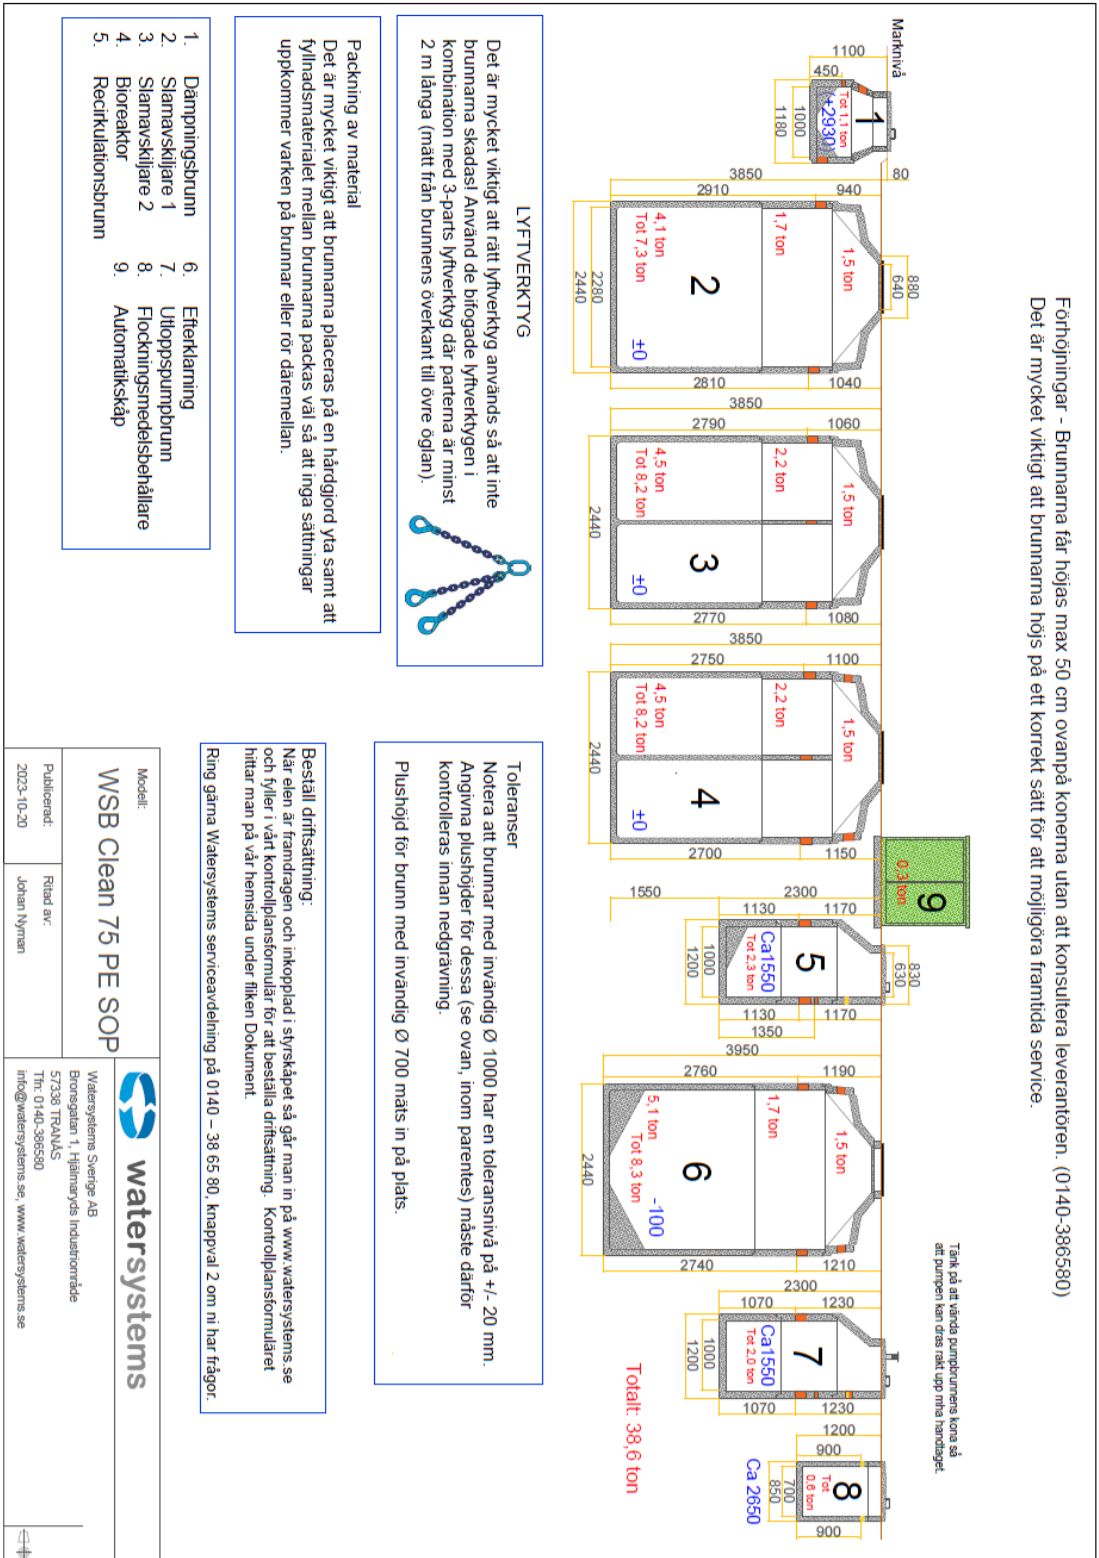 Förhöjningar - Brunnarna får höjas max 50 cm ovanpå konerna utan att konsultera leverantören. (0140-386580)
Det är mycket viktigt att brunnarna höjs på ett korrekt sätt för att möjligöra framtida service.
Tänk på att vända pumpbrunnens kona så
att pumpen kan dras rakt upp mha handtaget.
Marknivå
1100
450
1
Tot 1,1 ton
(+2930)
1000
1180
80
3850
2910
940
880
640
1,5 ton
1,7 ton
2
4,1 ton
Tot 7,3 ton
±0
2280
2440
2810
1040
3850
2790
1060
1,5 ton
2,2 ton
3
4,5 ton
Tot 8,2 ton
±0
2440
2770
1080
3850
2750
1100
1,5 ton
2,2 ton
4
4,5 ton
Tot 8,2 ton
±0
2440
2700
1150
9
0,3 ton
1550
2300
1130
1170
830
630
5
Ca1550
Tot 2,3 ton
1000
1200
1130
1170
1350
3950
2760
1190
1,5 ton
1,7 ton
6
5,1 ton
Tot 8,3 ton
-100
2440
2740
1210
2300
1070
1230
7
Ca1550
Tot 2,0 ton
1000
1200
1070
1230
1200
900
8
Tot
0,6 ton
700
850
Ca 2650
900
Totalt: 38,6 ton
LYFTVERKTYG
Det är mycket viktigt att rätt lyftverktyg används så att inte
brunnarna skadas! Använd de bifogade lyftverktygen i
kombination med 3-parts lyftverktyg där parterna är minst
2 m långa (mätt från brunnens överkant till övre öglan).
Packning av material
Det är mycket viktigt att brunnarna placeras på en hårdgjord yta samt att
fyllnadsmaterialet mellan brunnarna packas väl så att inga sättningar
uppkommer varken på brunnar eller rör däremellan.
1. Dämpningsbrunn
2. Slamavskiljare 1
3. Slamavskiljare 2
4. Bioreaktor
5. Recirkulationsbrunn
6. Efterklarning
7. Utloppspumpbrunn
8. Flockningsmedelsbehållare
9. Automatikskåp
Toleranser
Notera att brunnar med invändig Ø 1000 har en toleransnivå på +/- 20 mm.
Angivna plushöjder för dessa (se ovan, inom parentes) måste därför
kontrolleras innan nedgrävning.
Plushöjd för brunn med invändig Ø 700 mäts in på plats.
Beställ driftsättning:
När elen är framdragen och inkopplad i styrskåpet så går man in på www.watersystems.se
och fyller i vårt kontrollplansformulär för att beställa driftsättning. Kontrollplansformuläret
hittar man på vår hemsida under fliken Dokument.
Ring gärna Watersystems serviceavdelning på 0140 – 38 65 80, knappval 2 om ni har frågor.
Modell:
WSB Clean 75 PE SOP
Publicerad:
2023-10-20
Ritad av:
Johan Nyman
watersystems
Watersystems Sverige AB
Bronsgatan 1, Hjälmaryds Industriområde
57338 TRANÅS
Tfn: 0140-386580
info@watersystems.se, www.watersystems.se